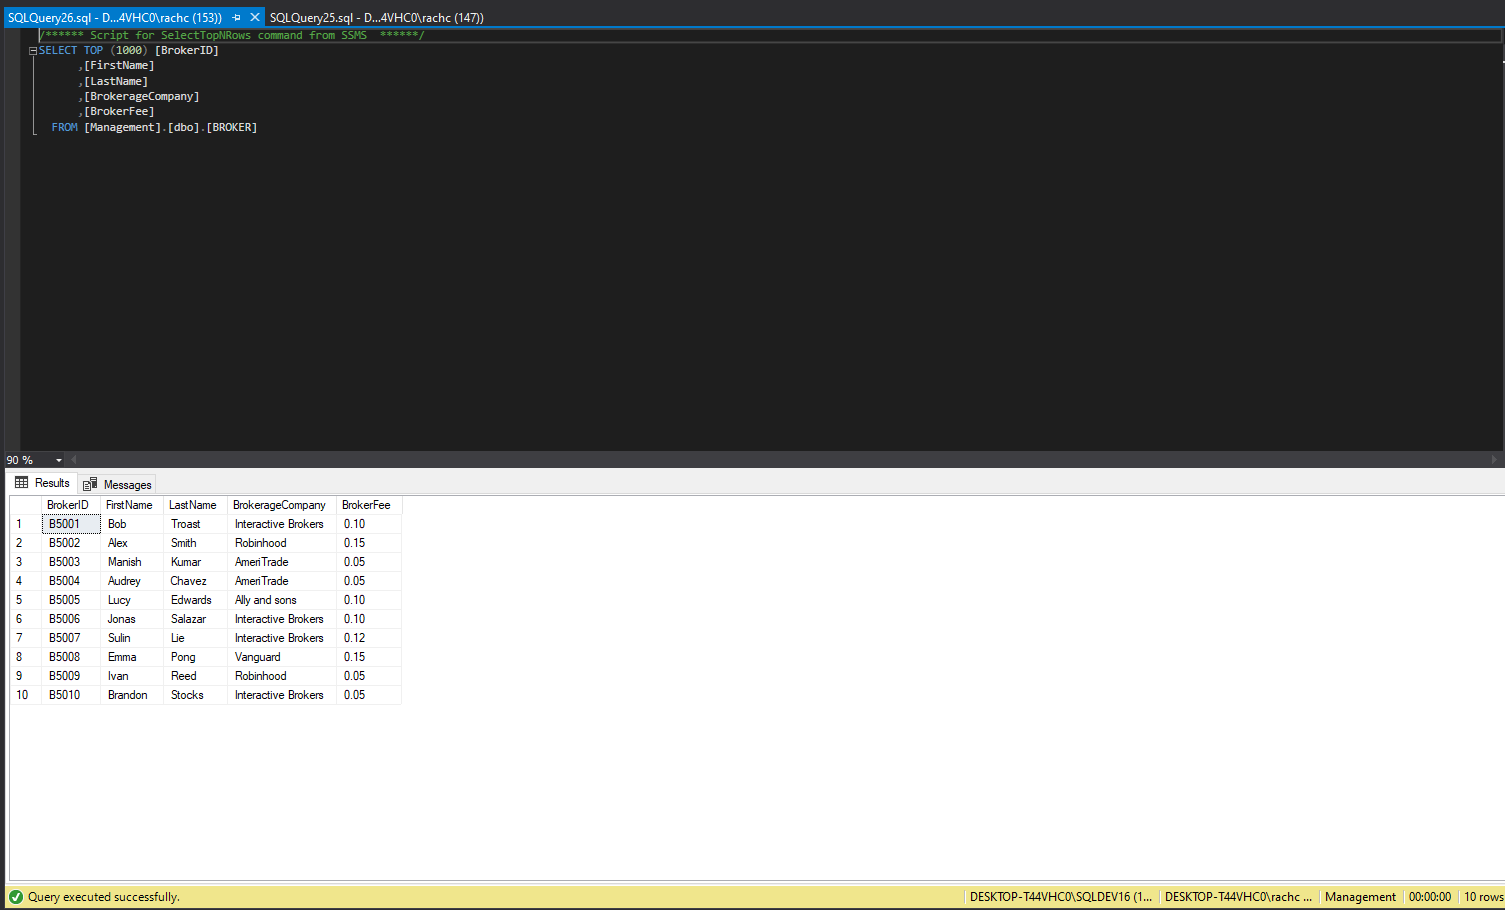 SQLQuery26.sql - D...4VHC0\rachc (153)) SQLQuery25.sql - D...4VHC0\rachc (147))
/****** Script for SelectTopNRows command from SSMS  ******/
SELECT TOP (1000) [BrokerID]
,[FirstName]
,[LastName]
,[BrokerageCompany]
,[BrokerFee]
FROM [Management].[dbo].[BROKER]
90 %
Results Messages
BrokerID FirstName LastName BrokerageCompany BrokerFee
1 B5001 Bob Troast Interactive Brokers 0.10
2 B5002 Alex Smith Robinhood 0.15
3 B5003 Manish Kumar AmeriTrade 0.05
4 B5004 Audrey Chavez AmeriTrade 0.05
5 B5005 Lucy Edwards Ally and sons 0.10
6 B5006 Jonas Salazar Interactive Brokers 0.10
7 B5007 Sulin Lie Interactive Brokers 0.12
8 B5008 Emma Pong Vanguard 0.15
9 B5009 Ivan Reed Robinhood 0.05
10 B5010 Brandon Stocks Interactive Brokers 0.05
Query executed successfully. DESKTOP-T44VHC0\SQLDEV16 (1... DESKTOP-T44VHC0\rachc ... Management 00:00:00 10 rows